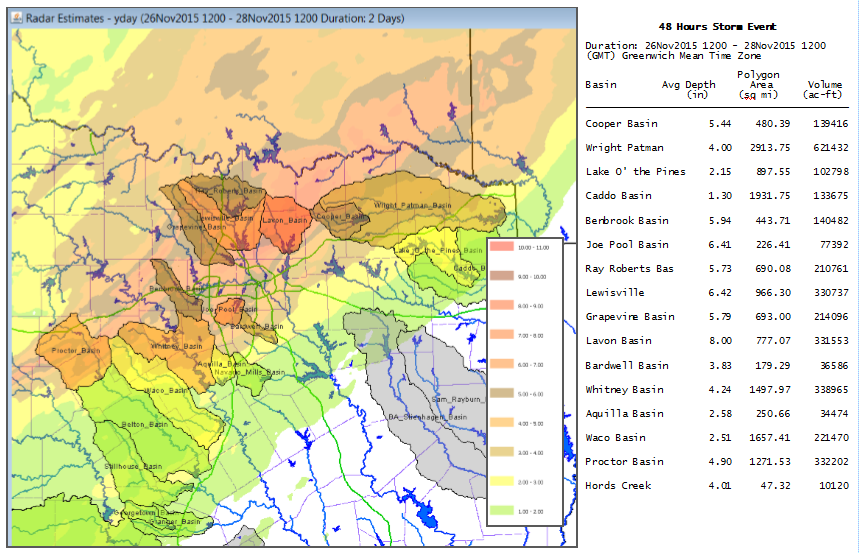 Radar Estimates - yday (26Nov2015 1200 - 28Nov2015 1200 Duration: 2 Days)
48 Hours Storm Event
Duration: 26Nov2015 1200 - 28Nov2015 1200
(GMT) Greenwich Mean Time Zone
Basin Avg Depth (in) Polygon Area (sq mi) Volume (ac-ft)
Cooper Basin 5.44 480.39 139416
Wright Patman 4.00 2913.75 621432
Lake O' the Pines 2.15 897.55 102798
Caddo Basin 1.30 1931.75 133675
Benbrook Basin 5.94 443.71 140482
Joe Pool Basin 6.41 226.41 77392
Ray Roberts Bas 5.73 690.08 210761
Lewisville 6.42 966.30 330737
Grapevine Basin 5.79 693.00 214096
Lavon Basin 8.00 777.07 331553
Bardwell Basin 3.83 179.29 36586
Whitney Basin 4.24 1497.97 338965
Aquilla Basin 2.58 250.66 34474
Waco Basin 2.51 1657.41 221470
Proctor Basin 4.90 1271.53 332202
Hords Creek 4.01 47.32 10120
Ray_Roberts_Basin
Lewisville_Basin
Grapevine_Basin
Lavon_Basin
Cooper_Basin
Wright_Patman_Basin
Lake_O_the_Pines_Basin
Caddo_B
Benbrook_Basin
Joe_Pool_Basin
Bardwell_Basin
Proctor_Basin
Whitney_Basin
Aquilla_Basin
Navarro_Mills_Basin
Waco_Basin
Belton_Basin
Stillhouse_Basin
Georgetown_Basin
Granger_Basin
Sam_Rayburn_
Basin
10.00 - 11.00
9.00 - 10.00
8.00 - 9.00
7.00 - 8.00
6.00 - 7.00
5.00 - 6.00
4.00 - 5.00
3.00 - 4.00
2.00 - 3.00
1.00 - 2.00